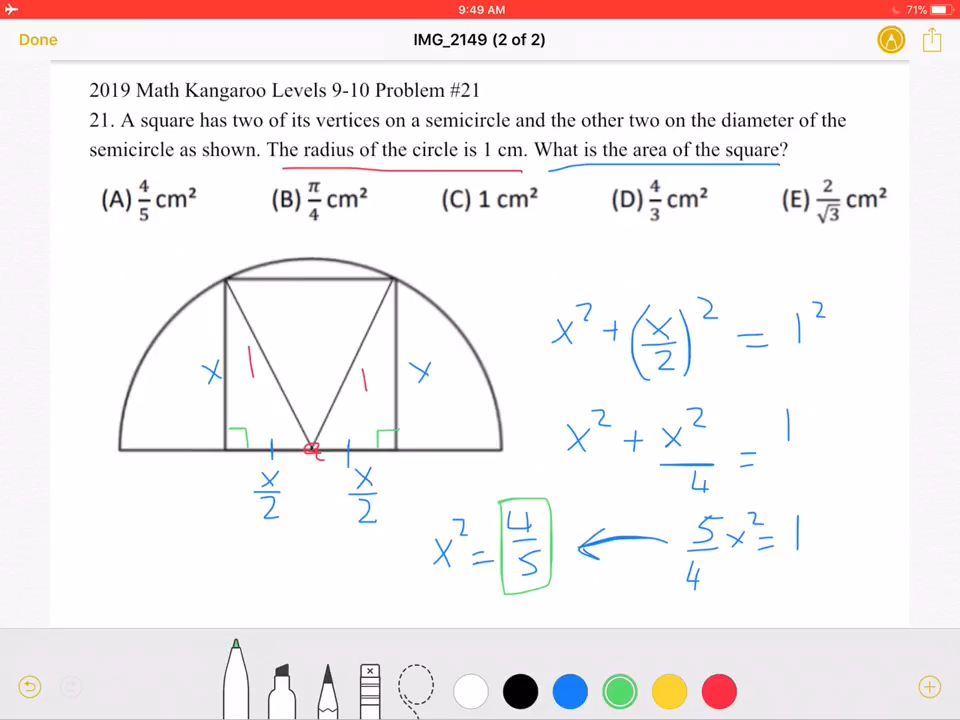 9:49 AM
71%
Done
IMG_2149 (2 of 2)
2019 Math Kangaroo Levels 9-10 Problem #21
21. A square has two of its vertices on a semicircle and the other two on the diameter of the
semicircle as shown. The radius of the circle is 1 cm. What is the area of the square?
(A) 4/5 cm² (B) π/4 cm² (C) 1 cm² (D) 4/3 cm² (E) 2/√3 cm²
x² + (x/2)² = 1²
x 1 1 x
x² + x²/4 = 1
x/2 x/2
x² = 4/5 ← 5/4 x² = 1